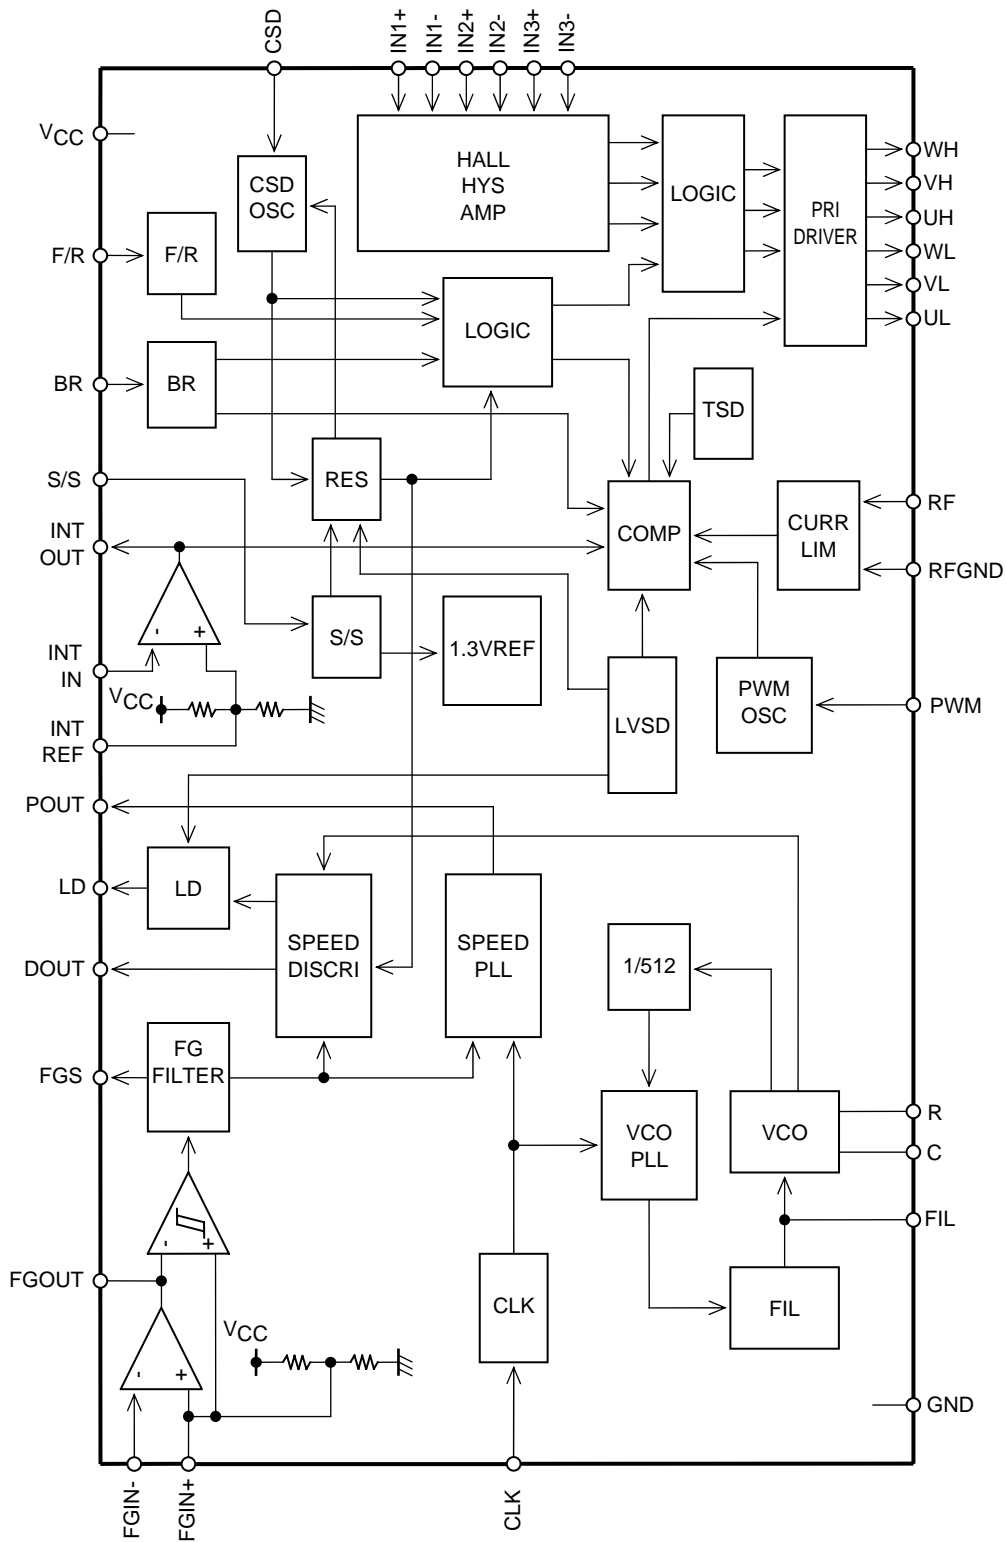 CSD
IN1+
IN1-
IN2+
IN2-
IN3+
IN3-
VCC
CSD
OSC
HALL
HYS
AMP
LOGIC
PRI
DRIVER
WH
VH
UH
WL
VL
UL
F/R
F/R
LOGIC
BR
BR
TSD
S/S
RES
COMP
CURR
LIM
RF
RFGND
INT
OUT
- +
S/S
1.3VREF
INT
IN
VCC
INT
REF
LVSD
PWM
OSC
PWM
POUT
LD
LD
SPEED
DISCRI
SPEED
PLL
1/512
DOUT
FG
FILTER
FGS
VCO
PLL
VCO
R
C
- +
FIL
FGOUT
CLK
FIL
VCC
- +
GND
FGIN-
FGIN+
CLK